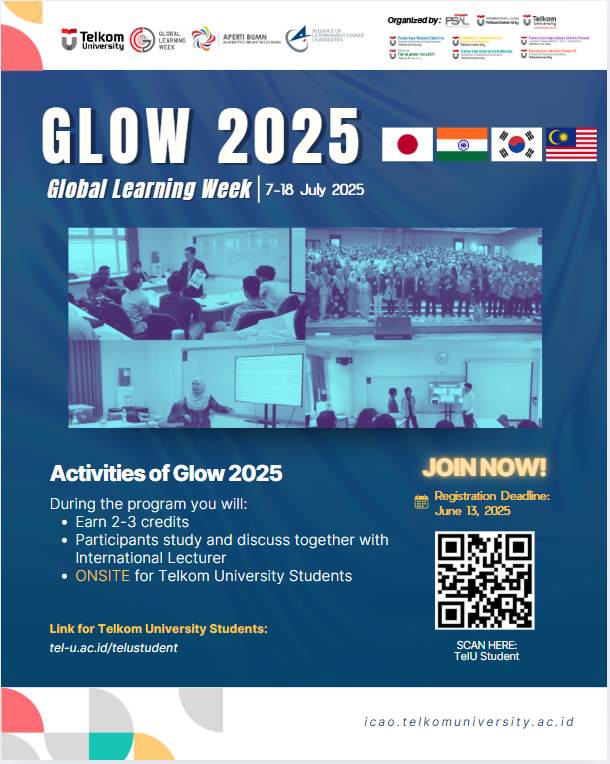 Telkom
University
GLOBAL
LEARNING
WEEK
APERTI BUMN
ALLIANCE OF
GOVERNMENT-LINKED
UNIVERSITIES
Organized by:
INTERNATIONAL CLASS
Telkom
University
GLOW 2025
Global Learning Week
7-18 July 2025
Activities of Glow 2025
During the program you will:
• Earn 2-3 credits
• Participants study and discuss together with
International Lecturer
• ONSITE for Telkom University Students
Link for Telkom University Students:
tel-u.ac.id/telustudent
JOIN NOW!
Registration Deadline:
June 13, 2025
SCAN HERE:
TelU Student
icao.telkomuniversity.ac.id